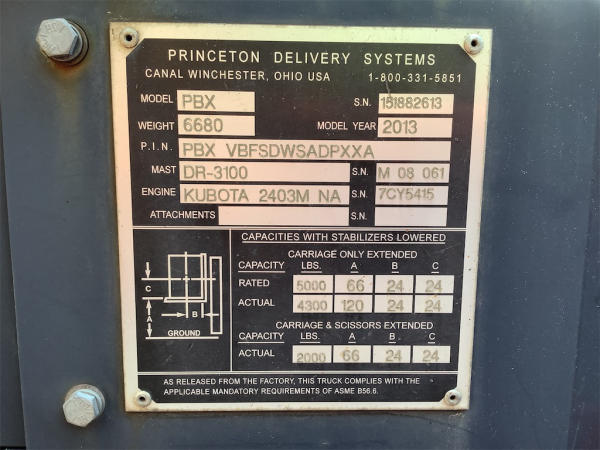 PRINCETON DELIVERY SYSTEMS
CANAL WINCHESTER, OHIO USA 1-800-331-5851
MODEL PBX S.N. 151882613
WEIGHT 6680 MODEL YEAR 2013
P.I.N. PBX VBFSDWSADPXXA
MAST DR-3100 S.N. M 08 061
ENGINE KUBOTA 2403M NA S.N. 7CY5415
ATTACHMENTS S.N.
CAPACITIES WITH STABILIZERS LOWERED
CARRIAGE ONLY EXTENDED
CAPACITY LBS. A B C
RATED 5000 66 24 24
ACTUAL 4300 120 24 24
CARRIAGE & SCISSORS EXTENDED
CAPACITY LBS. A B C
ACTUAL 2000 66 24 24
C
B
A
GROUND
AS RELEASED FROM THE FACTORY, THIS TRUCK COMPLIES WITH THE
APPLICABLE MANDATORY REQUIREMENTS OF ASME B56.6.